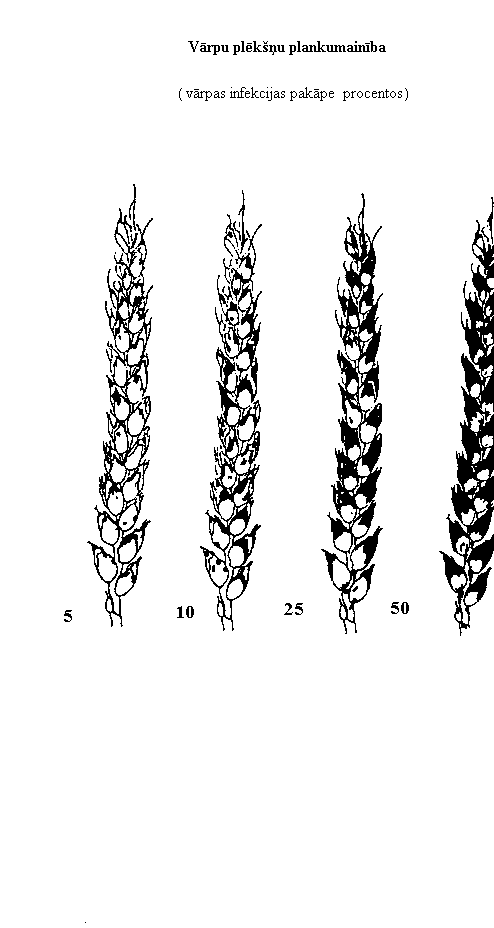 Vārpu plēkšņu plankumainība
( vārpas infekcijas pakāpe procentos)
5 10 25 50